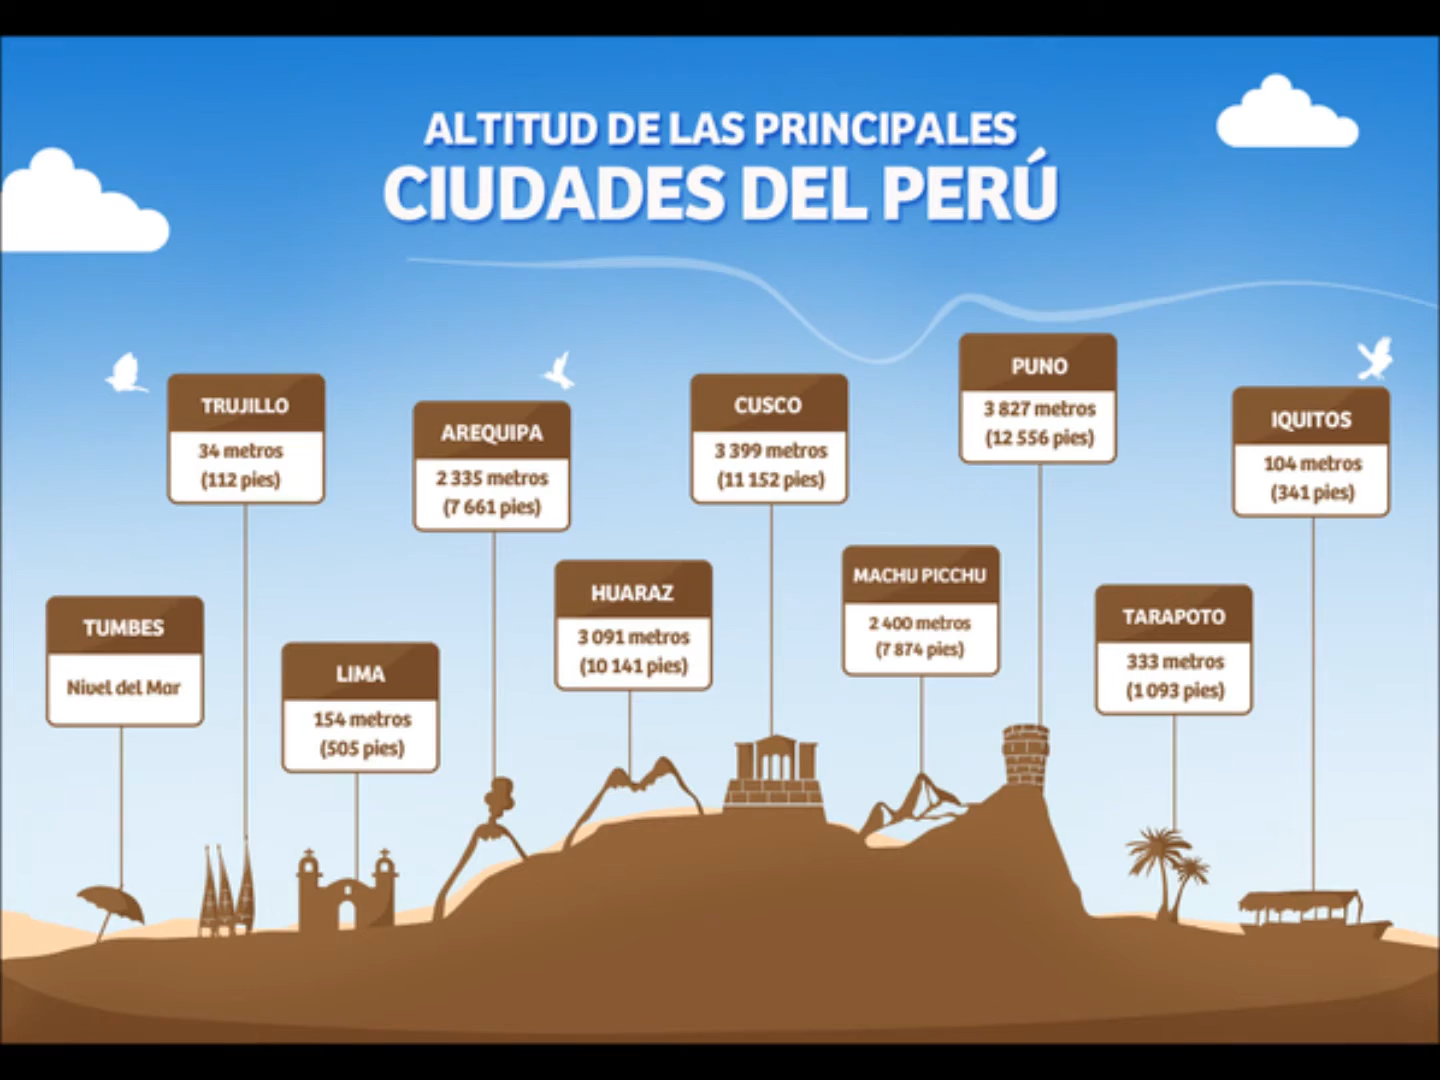 ALTITUD DE LAS PRINCIPALES
CIUDADES DEL PERÚ
TUMBES
Nivel del Mar
TRUJILLO
34 metros
(112 pies)
LIMA
154 metros
(505 pies)
AREQUIPA
2 335 metros
(7 661 pies)
HUARAZ
3 091 metros
(10 141 pies)
CUSCO
3 399 metros
(11 152 pies)
MACHU PICCHU
2 400 metros
(7 874 pies)
PUNO
3 827 metros
(12 556 pies)
TARAPOTO
333 metros
(1 093 pies)
IQUITOS
104 metros
(341 pies)